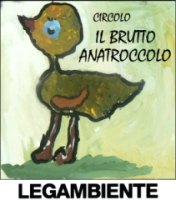 CIRCOLO
IL BRUTTO
ANATROCCOLO
LEGAMBIENTE